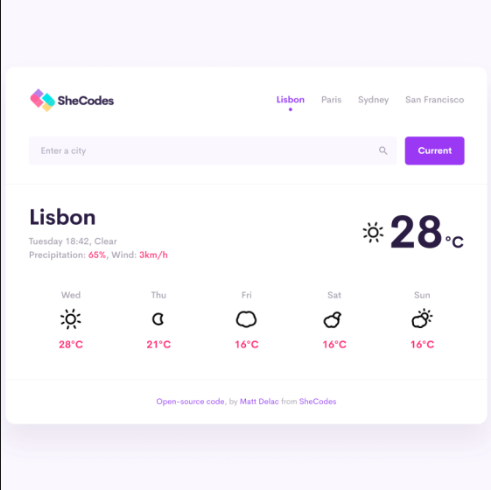 SheCodes
Lisbon Paris Sydney San Francisco
Enter a city
Current
Lisbon
Tuesday 18:42, Clear
Precipitation: 65%, Wind: 3km/h
28 °C
Wed Thu Fri Sat Sun
28°C 21°C 16°C 16°C 16°C
Open-source code, by Matt Delac from SheCodes